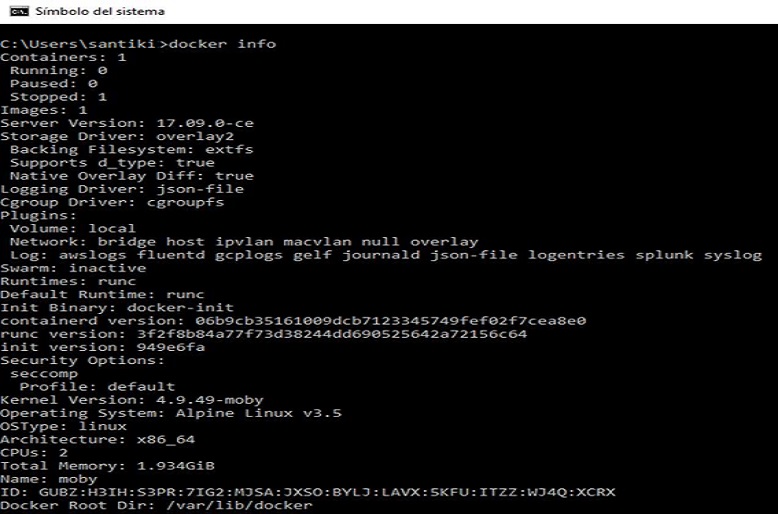 Símbolo del sistema
C:\Users\santiki>docker info
Containers: 1
 Running: 0
 Paused: 0
 Stopped: 1
Images: 1
Server Version: 17.09.0-ce
Storage Driver: overlay2
 Backing Filesystem: extfs
 Supports d_type: true
 Native Overlay Diff: true
Logging Driver: json-file
Cgroup Driver: cgroupfs
Plugins:
 Volume: local
 Network: bridge host ipvlan macvlan null overlay
 Log: awslogs fluentd gcplogs gelf journald json-file logentries splunk syslog
Swarm: inactive
Runtimes: runc
Default Runtime: runc
Init Binary: docker-init
containerd version: 06b9cb35161009dcb7123345749fef02f7cea8e0
runc version: 3f2f8b84a77f73d38244dd690525642a72156c64
init version: 949e6fa
Security Options:
 seccomp
  Profile: default
Kernel Version: 4.9.49-moby
Operating System: Alpine Linux v3.5
OSType: linux
Architecture: x86_64
CPUs: 2
Total Memory: 1.934GiB
Name: moby
ID: GUBZ:H3IH:S3PR:7IG2:MJSA:JXSO:BYLJ:LAVX:5KFU:ITZZ:WJ4Q:XCRX
Docker Root Dir: /var/lib/docker